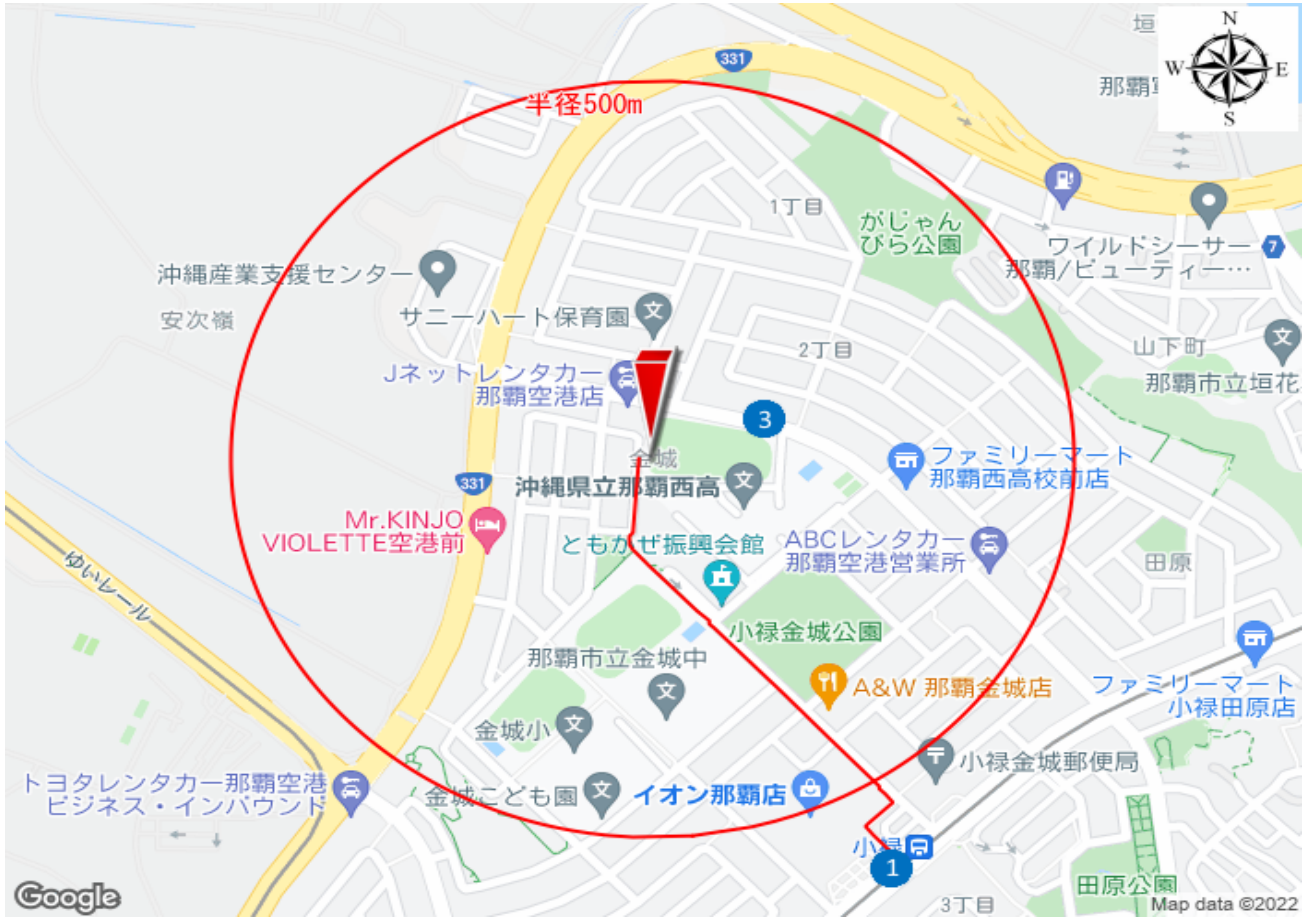 N
W
E
S
垣
那覇
331
半径500m
1丁目
がじゃん
びら公園
ワイルドシーサー
那覇/ビューティー…
7
沖縄産業支援センター
安次嶺
サニーハート保育園
文
2丁目
山下町
文
那覇市立垣花
Jネットレンタカー
那覇空港店
3
金城
沖縄県立那覇西高
文
ファミリーマート
那覇西高校前店
331
Mr.KINJO
VIOLETTE空港前
ともかぜ振興会館
ABCレンタカー
那覇空港営業所
田原
ゆいレール
小禄金城公園
那覇市立金城中
文
A&W 那覇金城店
ファミリーマート
小禄田原店
金城小
文
小禄金城郵便局
トヨタレンタカー那覇空港
ビジネス・インバウンド
金城こども園
文
イオン那覇店
小禄
1
田原公園
3丁目
Google
Map data ©2022